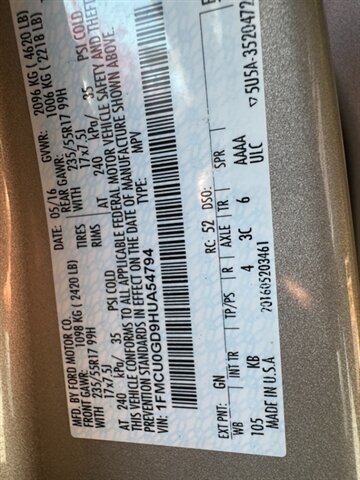 MFD. BY FORD MOTOR CO.
DATE: 05/16 GVWR: 2096 KG ( 4620 LB)
FRONT GAWR: 1098 KG ( 2420 LB) REAR GAWR: 1006 KG ( 2218 LB)
WITH 235/55R17 99H TIRES WITH 235/55R17 99H
17x7.5J RIMS 17x7.5J
AT 240 kPa/ 35 PSI COLD AT 240 kPa/ 35 PSI COLD
THIS VEHICLE CONFORMS TO ALL APPLICABLE FEDERAL MOTOR VEHICLE SAFETY AND THEFT
PREVENTION STANDARDS IN EFFECT ON THE DATE OF MANUFACTURE SHOWN ABOVE.
VIN: 1FMCU0GD9HUA54794 TYPE: MPV
EXT PNT: GN RC: 52 DSO:
WB INT TR TP/PS R AXLE TR SPR
105 KB 4 3C 6 AAAA
MADE IN U.S.A. 201605203461 ULC
▽5U5A-3520472